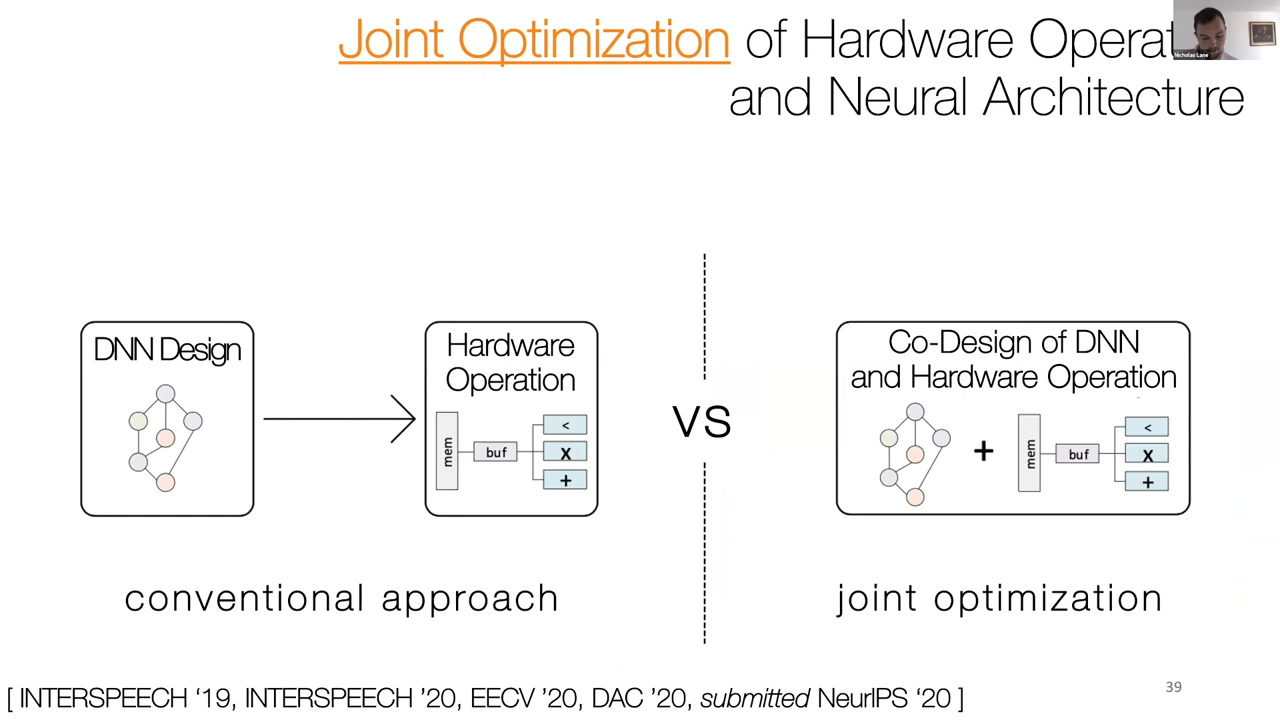 Joint Optimization of Hardware Operat
and Neural Architecture
Nicholas Lane
DNN Design
Hardware
Operation
mem
buf
<
X
+
vs
Co-Design of DNN
and Hardware Operation
+
mem
buf
<
X
+
conventional approach
joint optimization
[ INTERSPEECH ‘19, INTERSPEECH ’20, EECV ’20, DAC ’20, submitted NeurIPS ‘20 ]
39